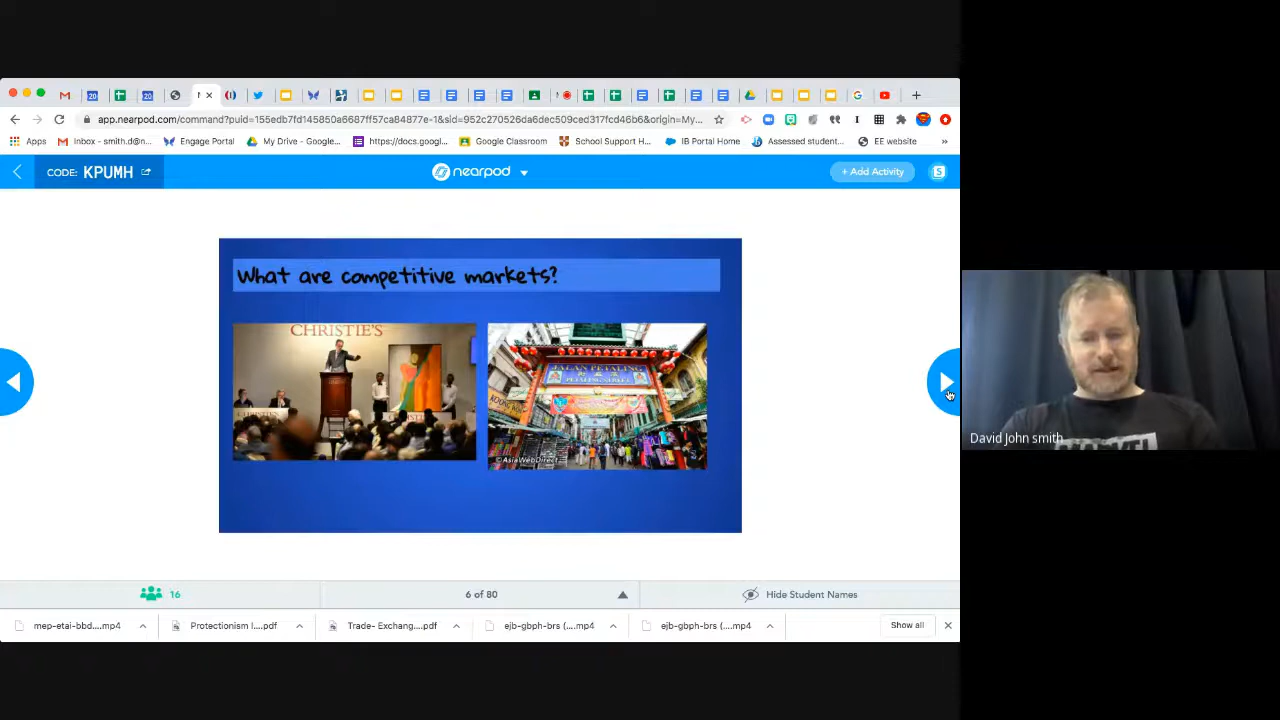 app.nearpod.com/command?puid=155edb7fd145850a6687ff57ca84877e-1&sid=952c270526da6dec509ced317fcd46b6&origin=My...
Apps
Inbox - smith.d@n...
Engage Portal
My Drive - Google...
https://docs.goog...
Google Classroom
School Support H...
IB Portal Home
Assessed student...
EE website
»
CODE: KPUMH
nearpod
+ Add Activity
S
What are competitive markets?
CHRISTIE'S
JALAN PETALING
PETALING STREET
©AsiaWebDirect
David John smith
16
6 of 80
Hide Student Names
mep-etai-bbd....mp4
Protectionism I....pdf
Trade- Exchang....pdf
ejb-gbph-brs (....mp4
ejb-gbph-brs (....mp4
Show all